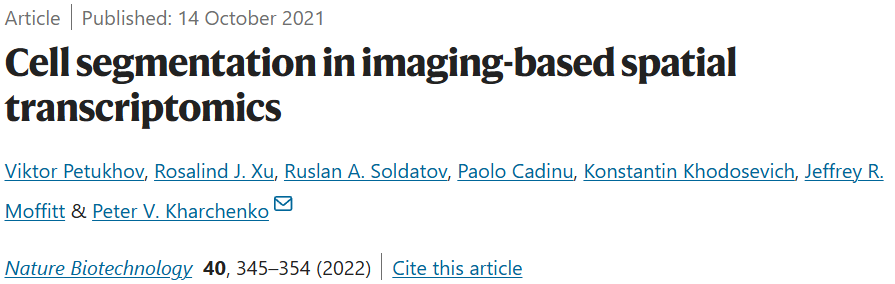 Article | Published: 14 October 2021
Cell segmentation in imaging-based spatial
transcriptomics
Viktor Petukhov, Rosalind J. Xu, Ruslan A. Soldatov, Paolo Cadinu, Konstantin Khodosevich, Jeffrey R.
Moffitt & Peter V. Kharchenko
Nature Biotechnology 40, 345–354 (2022) | Cite this article